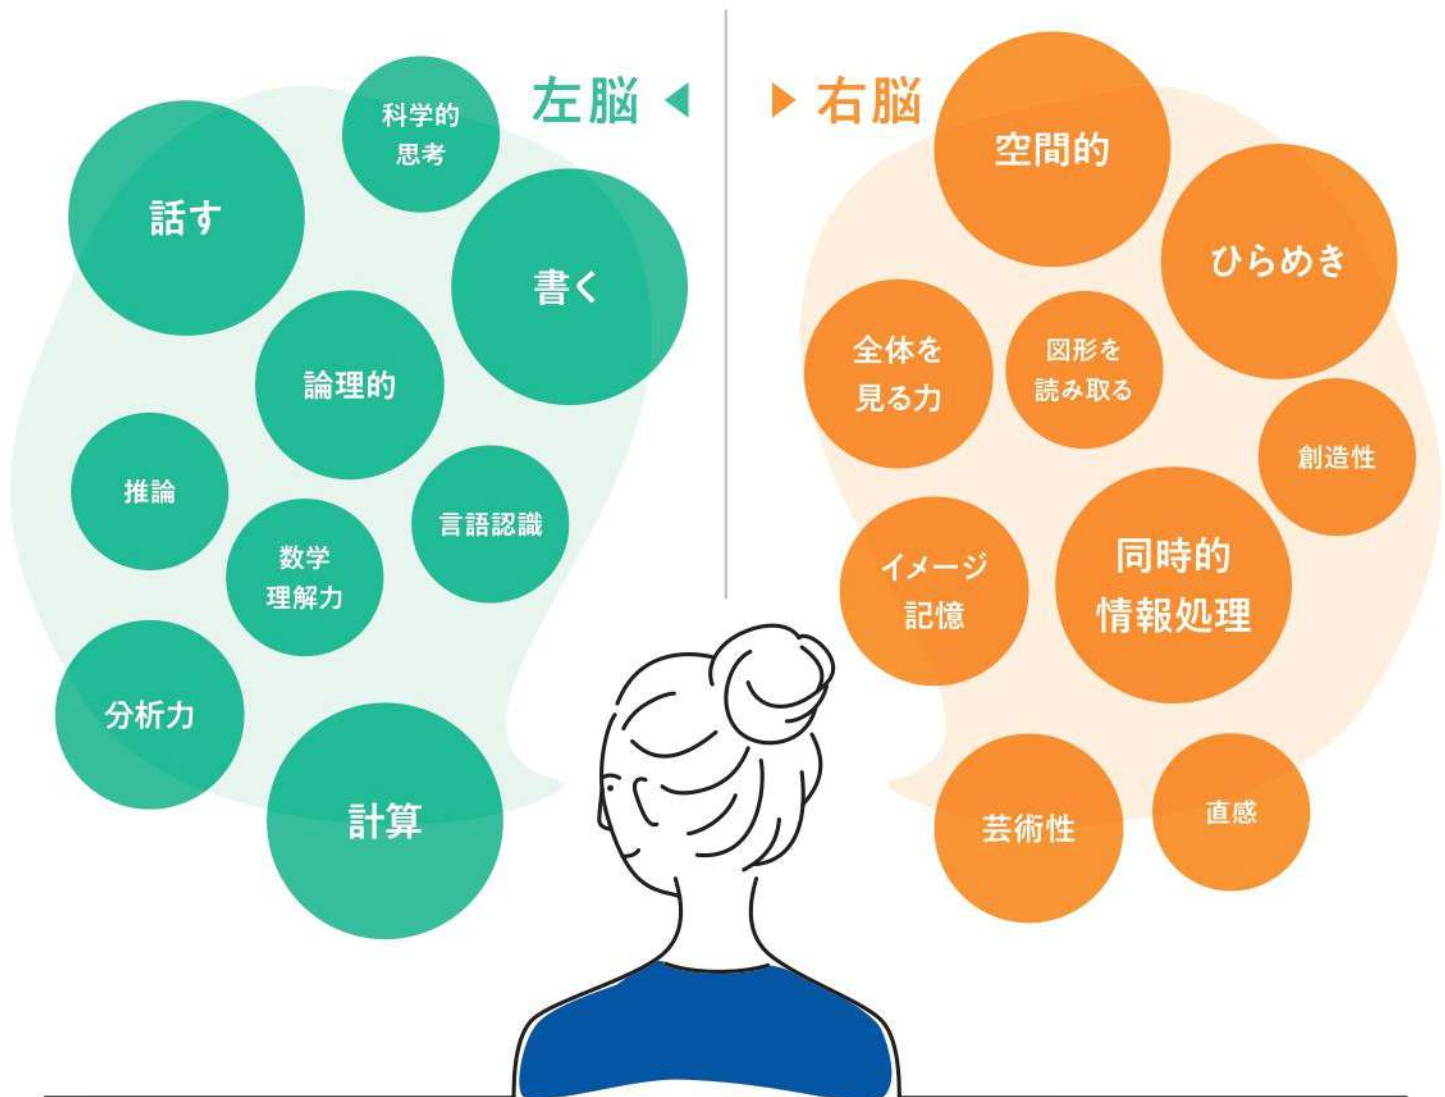 左脳
科学的
思考
話す
書く
論理的
推論
言語認識
数学
理解力
分析力
計算
右脳
空間的
ひらめき
全体を
見る力
図形を
読み取る
創造性
イメージ
記憶
同時的
情報処理
芸術性
直感